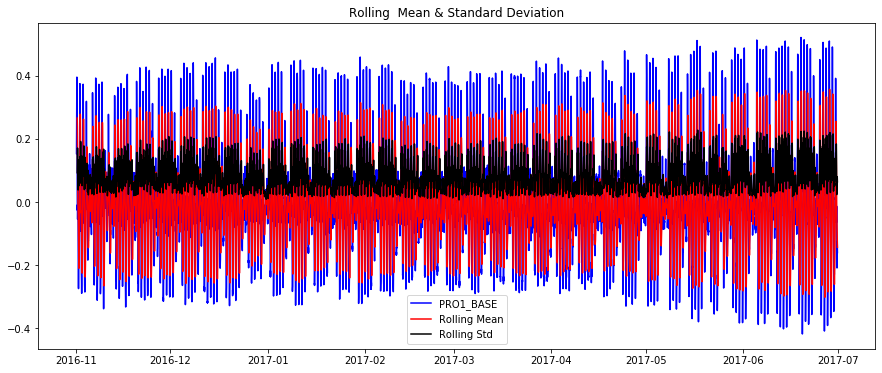 Rolling  Mean & Standard Deviation
0.4
0.2
0.0
−0.2
−0.4
PRO1_BASE
Rolling Mean
Rolling Std
2016-11 2016-12 2017-01 2017-02 2017-03 2017-04 2017-05 2017-06 2017-07